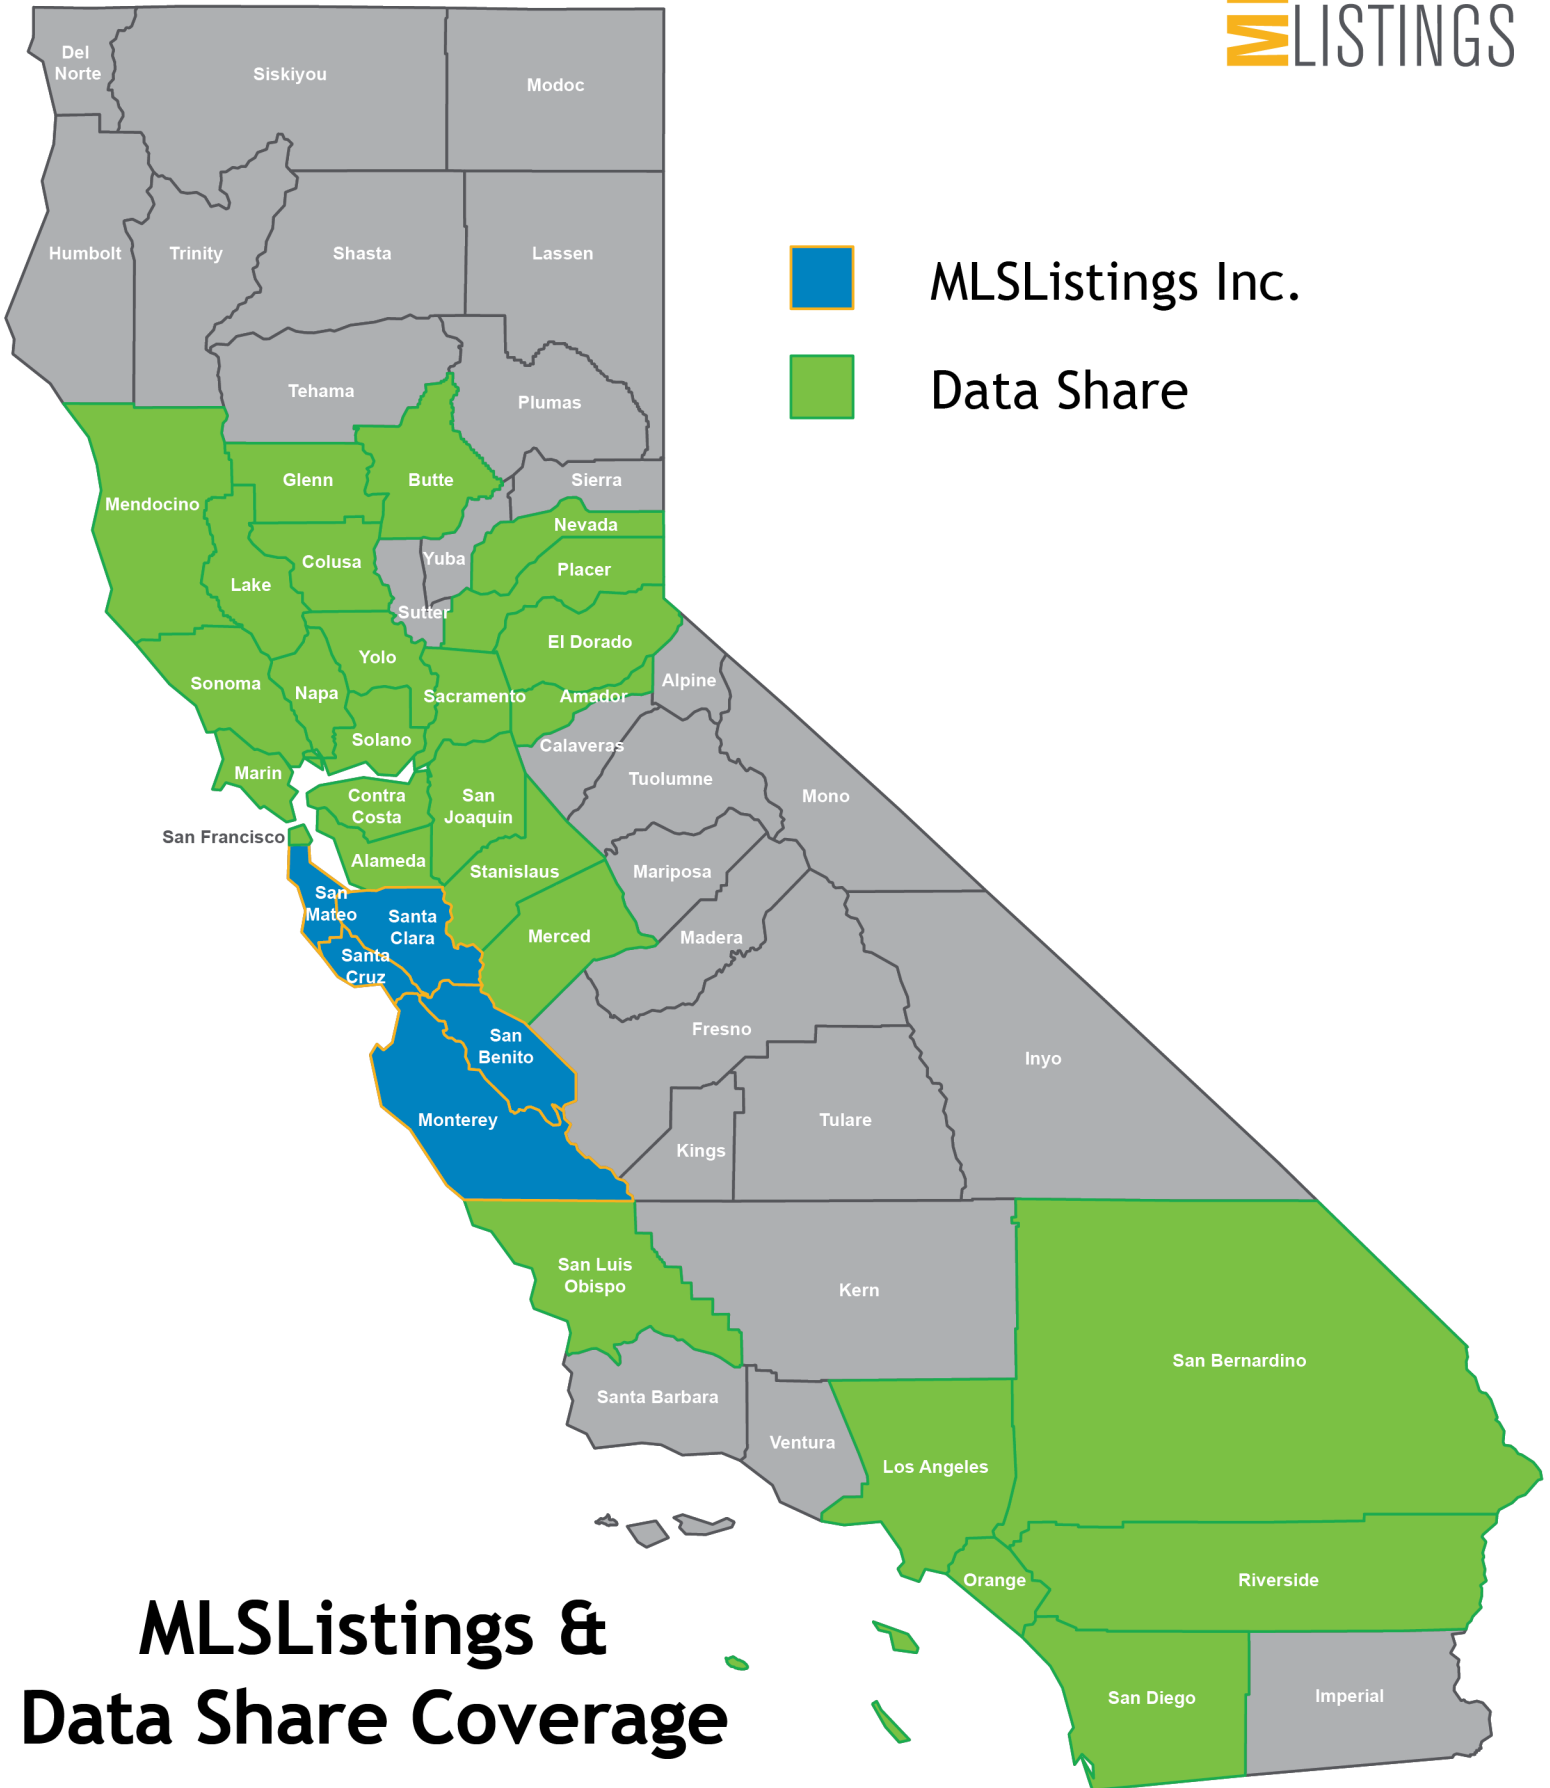 M
LISTINGS
Del
Norte
Siskiyou
Modoc
Humbolt
Trinity
Shasta
Lassen
MLSListings Inc.
Data Share
Tehama
Plumas
Glenn
Butte
Sierra
Mendocino
Nevada
Colusa
Yuba
Placer
Lake
Sutter
El Dorado
Yolo
Sonoma
Napa
Sacramento
Amador
Alpine
Solano
Calaveras
Marin
Tuolumne
Contra
Costa
San
Joaquin
Mono
San Francisco
Alameda
Stanislaus
Mariposa
San
Mateo
Santa
Clara
Merced
Madera
Santa
Cruz
Fresno
San
Benito
Inyo
Monterey
Tulare
Kings
San Luis
Obispo
Kern
San Bernardino
Santa Barbara
Ventura
Los Angeles
Orange
Riverside
San Diego
Imperial
MLSListings &
Data Share Coverage